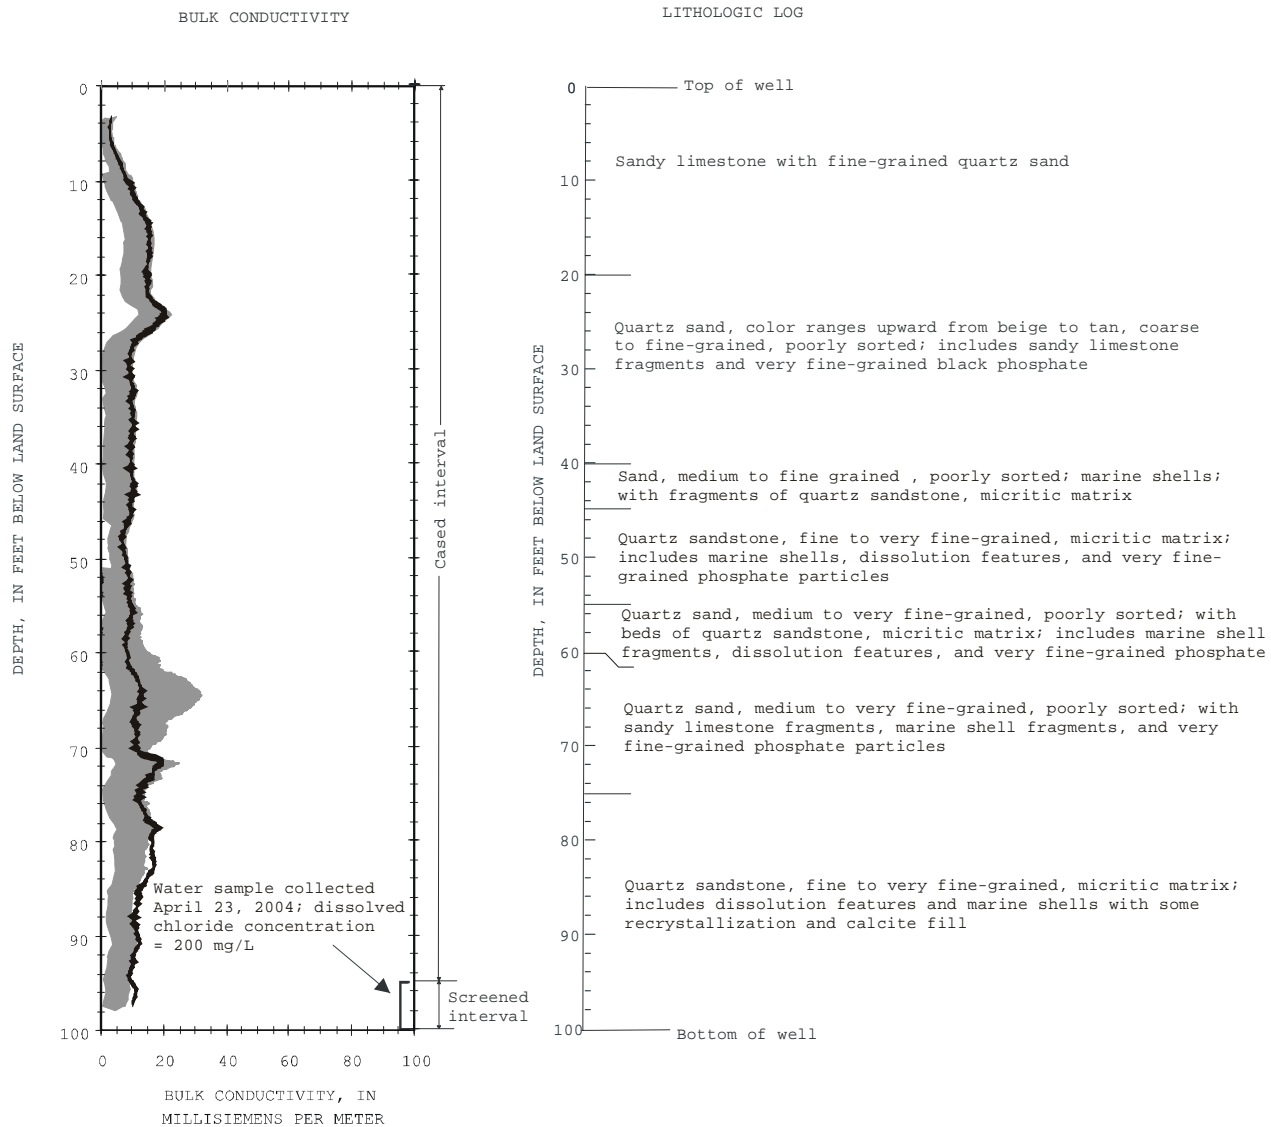 BULK CONDUCTIVITY
LITHOLOGIC LOG
DEPTH, IN FEET BELOW LAND SURFACE
0
10
20
30
40
50
60
70
80
90
100
0 20 40 60 80 100
BULK CONDUCTIVITY, IN
MILLISIEMENS PER METER
Water sample collected
April 23, 2004; dissolved
chloride concentration
= 200 mg/L
Cased interval
Screened
interval
DEPTH, IN FEET BELOW LAND SURFACE
0
10
20
30
40
50
60
70
80
90
100
Top of well
Sandy limestone with fine-grained quartz sand
Quartz sand, color ranges upward from beige to tan, coarse
to fine-grained, poorly sorted; includes sandy limestone
fragments and very fine-grained black phosphate
Sand, medium to fine grained , poorly sorted; marine shells;
with fragments of quartz sandstone, micritic matrix
Quartz sandstone, fine to very fine-grained, micritic matrix;
includes marine shells, dissolution features, and very fine-
grained phosphate particles
Quartz sand, medium to very fine-grained, poorly sorted; with
beds of quartz sandstone, micritic matrix; includes marine shell
fragments, dissolution features, and very fine-grained phosphate
Quartz sand, medium to very fine-grained, poorly sorted; with
sandy limestone fragments, marine shell fragments, and very
fine-grained phosphate particles
Quartz sandstone, fine to very fine-grained, micritic matrix;
includes dissolution features and marine shells with some
recrystallization and calcite fill
Bottom of well